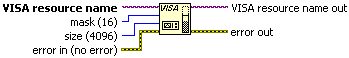 VISA resource name
VISA
VISA resource name out
mask (16)
size (4096)
error in (no error)
error out